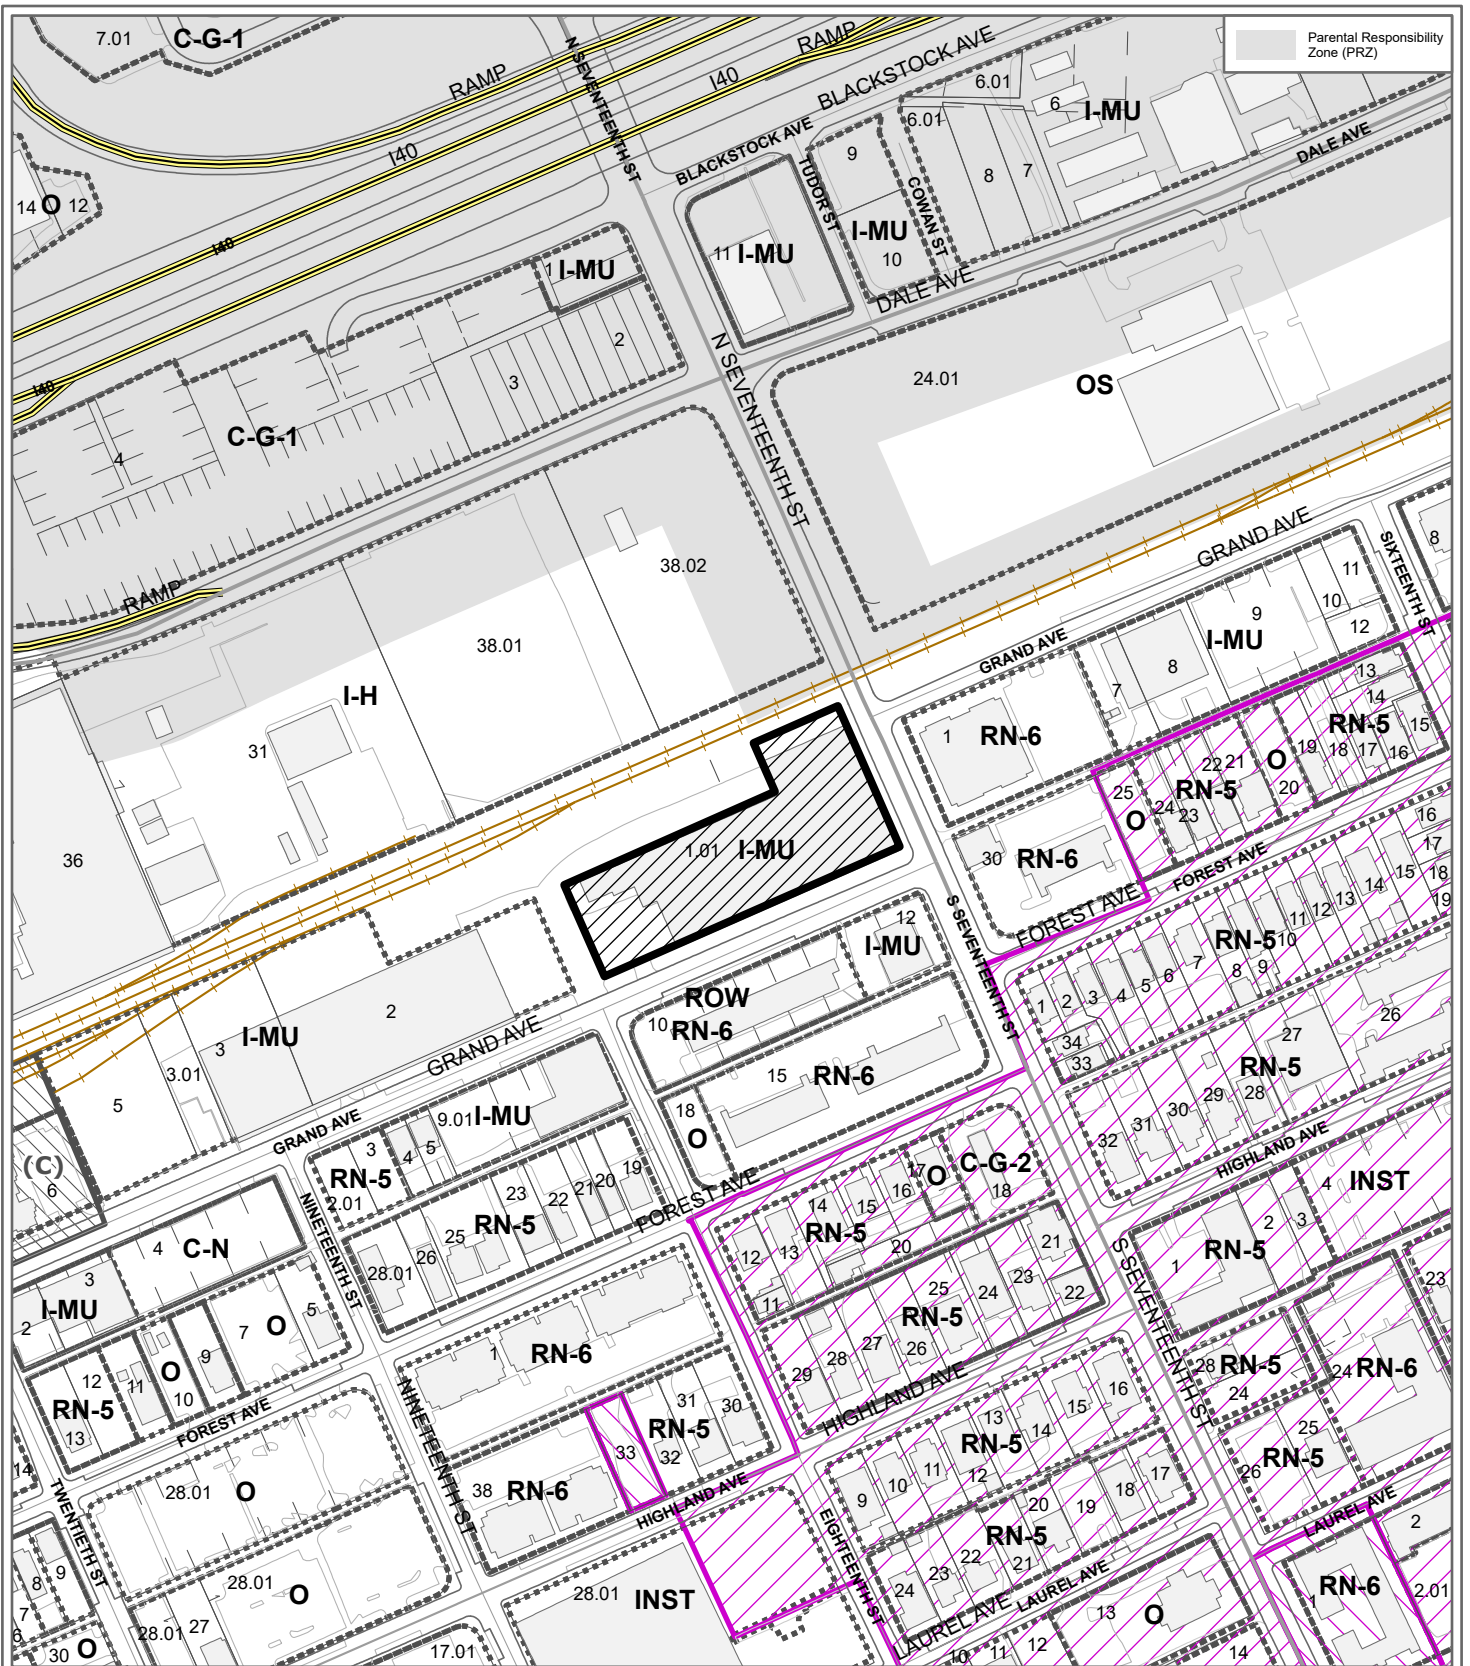 Parental Responsibility
Zone (PRZ)
7.01
C-G-1
RAMP
N SEVENTEENTH ST
I40
RAMP
I40
BLACKSTOCK AVE
6.01
6
I-MU
6.01
DALE AVE
BLACKSTOCK AVE
9
TUDOR ST
8
7
COWAN ST
14
O
12
I40
11
I-MU
I-MU
10
1
I-MU
DALE AVE
2
3
N SEVENTEENTH ST
24.01
OS
I40
C-G-1
4
38.02
GRAND AVE
SIXTEENTH ST
8
RAMP
11
10
9
12
I-MU
38.01
GRAND AVE
8
7
I-H
31
1
RN-6
13
14
RN-5
15
19
18
17
16
22
21
O
20
25
RN-5
24
23
O
36
1.01
I-MU
30
RN-6
FOREST AVE
16
17
18
19
15
14
13
12
11
10
RN-5
9
8
7
6
5
4
3
2
1
34
33
FOREST AVE
S SEVENTEENTH ST
12
I-MU
ROW
10
RN-6
2
I-MU
3
3.01
5
GRAND AVE
15
RN-6
18
O
27
26
RN-5
28
29
30
31
32
HIGHLAND AVE
GRAND AVE
9.01
I-MU
3
4
5
RN-5
2.01
(C)
6
NINETEENTH ST
19
20
21
22
23
RN-5
25
26
28.01
FOREST AVE
17
O
C-G-2
18
16
15
14
RN-5
13
12
20
11
4
INST
2
3
RN-5
1
S SEVENTEENTH ST
21
22
23
24
25
RN-5
26
27
28
29
HIGHLAND AVE
4
C-N
3
I-MU
2
5
O
7
9
O
10
11
12
RN-5
13
FOREST AVE
1
RN-6
NINETEENTH ST
31
30
RN-5
32
33
38
RN-6
HIGHLAND AVE
23
28
RN-5
24
24
RN-6
25
RN-5
26
16
15
13
14
RN-5
12
11
10
9
EIGHTEENTH ST
17
18
19
20
RN-5
21
22
23
24
LAUREL AVE
2
1
RN-6
2.01
14
28.01
O
TWENTIETH ST
9
8
7
6
28.01
O
27
28.01
30
O
17.01
28.01
INST
LAUREL AVE
LAUREL AVE
13
O
12
11
10
14